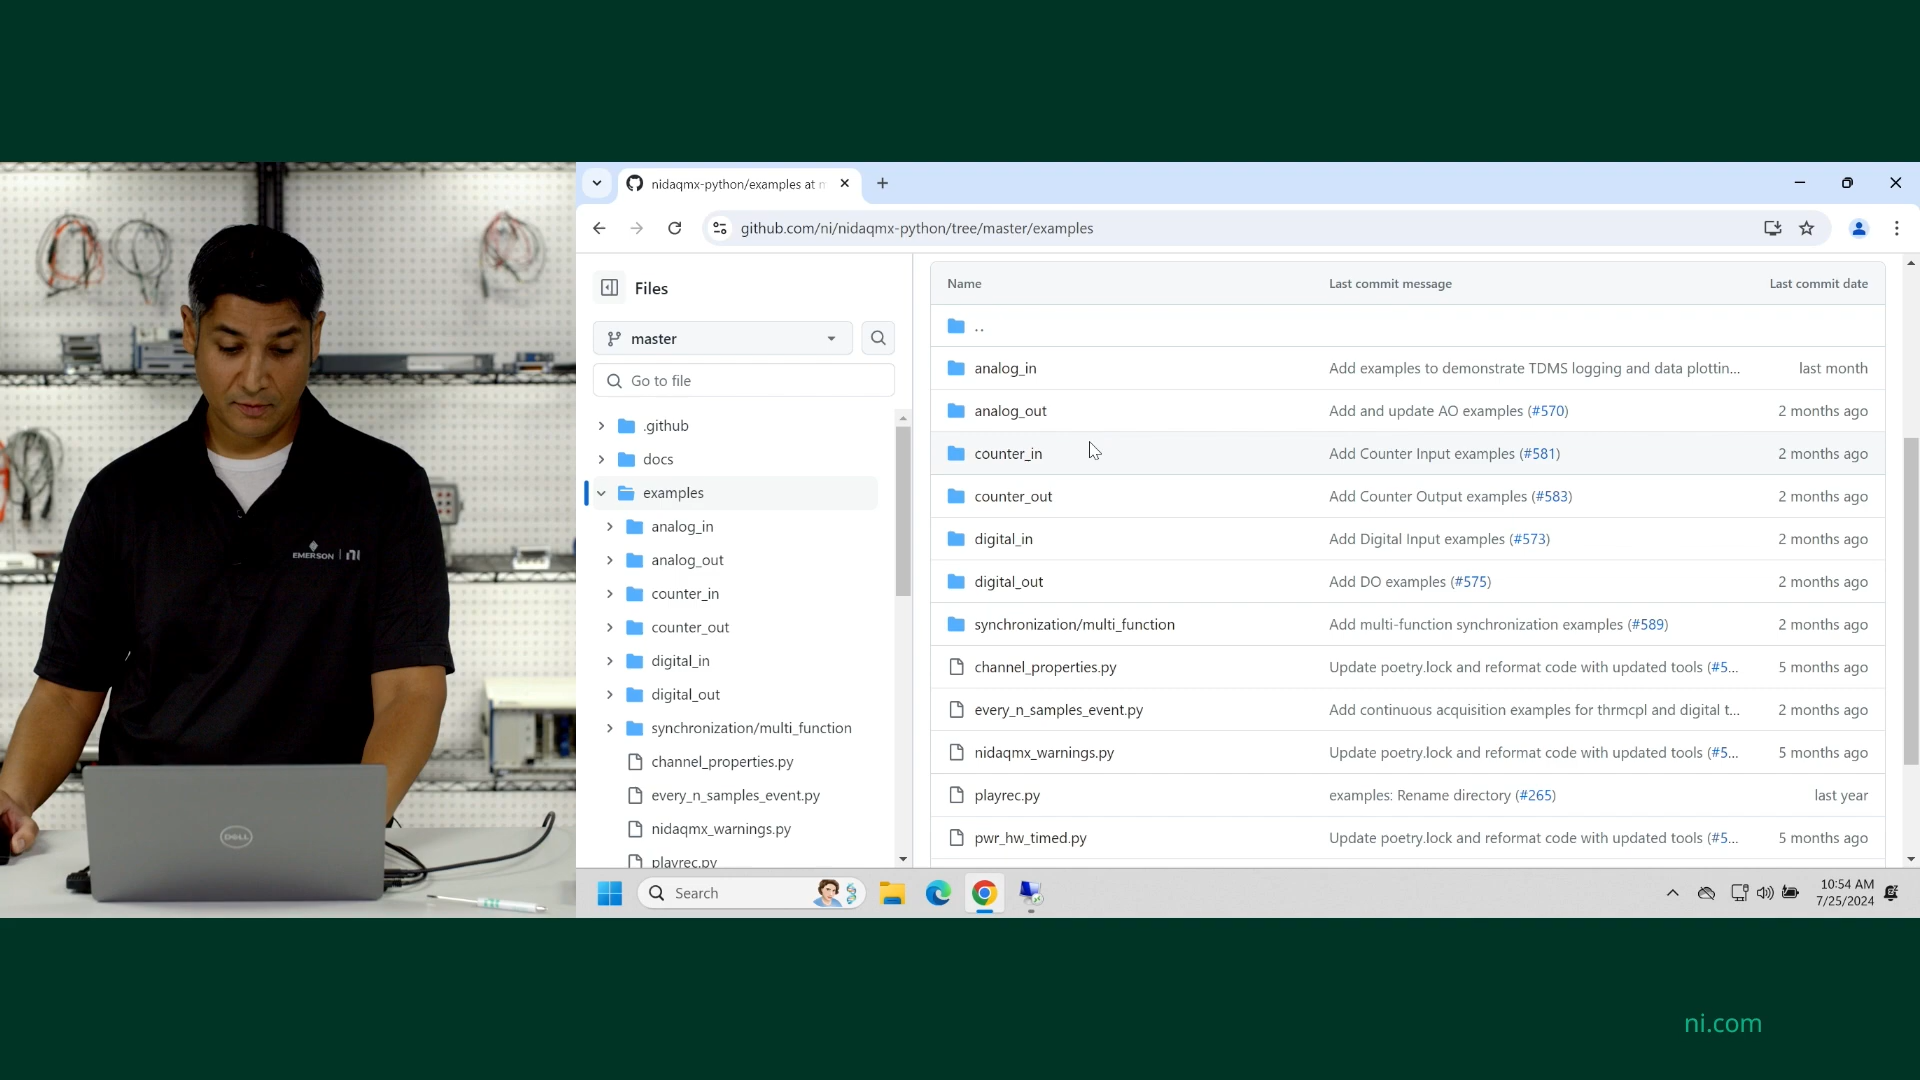 EMERSON | NI
DELL
nidaqmx-python/examples at m
github.com/ni/nidaqmx-python/tree/master/examples
Files
master
Go to file
.github
docs
examples
analog_in
analog_out
counter_in
counter_out
digital_in
digital_out
synchronization/multi_function
channel_properties.py
every_n_samples_event.py
nidaqmx_warnings.py
playrec.py
Name Last commit message Last commit date
..
analog_in Add examples to demonstrate TDMS logging and data plottin... last month
analog_out Add and update AO examples (#570) 2 months ago
counter_in Add Counter Input examples (#581) 2 months ago
counter_out Add Counter Output examples (#583) 2 months ago
digital_in Add Digital Input examples (#573) 2 months ago
digital_out Add DO examples (#575) 2 months ago
synchronization/multi_function Add multi-function synchronization examples (#589) 2 months ago
channel_properties.py Update poetry.lock and reformat code with updated tools (#5... 5 months ago
every_n_samples_event.py Add continuous acquisition examples for thrmcpl and digital t... 2 months ago
nidaqmx_warnings.py Update poetry.lock and reformat code with updated tools (#5... 5 months ago
playrec.py examples: Rename directory (#265) last year
pwr_hw_timed.py Update poetry.lock and reformat code with updated tools (#5... 5 months ago
Search
10:54 AM
7/25/2024
ni.com